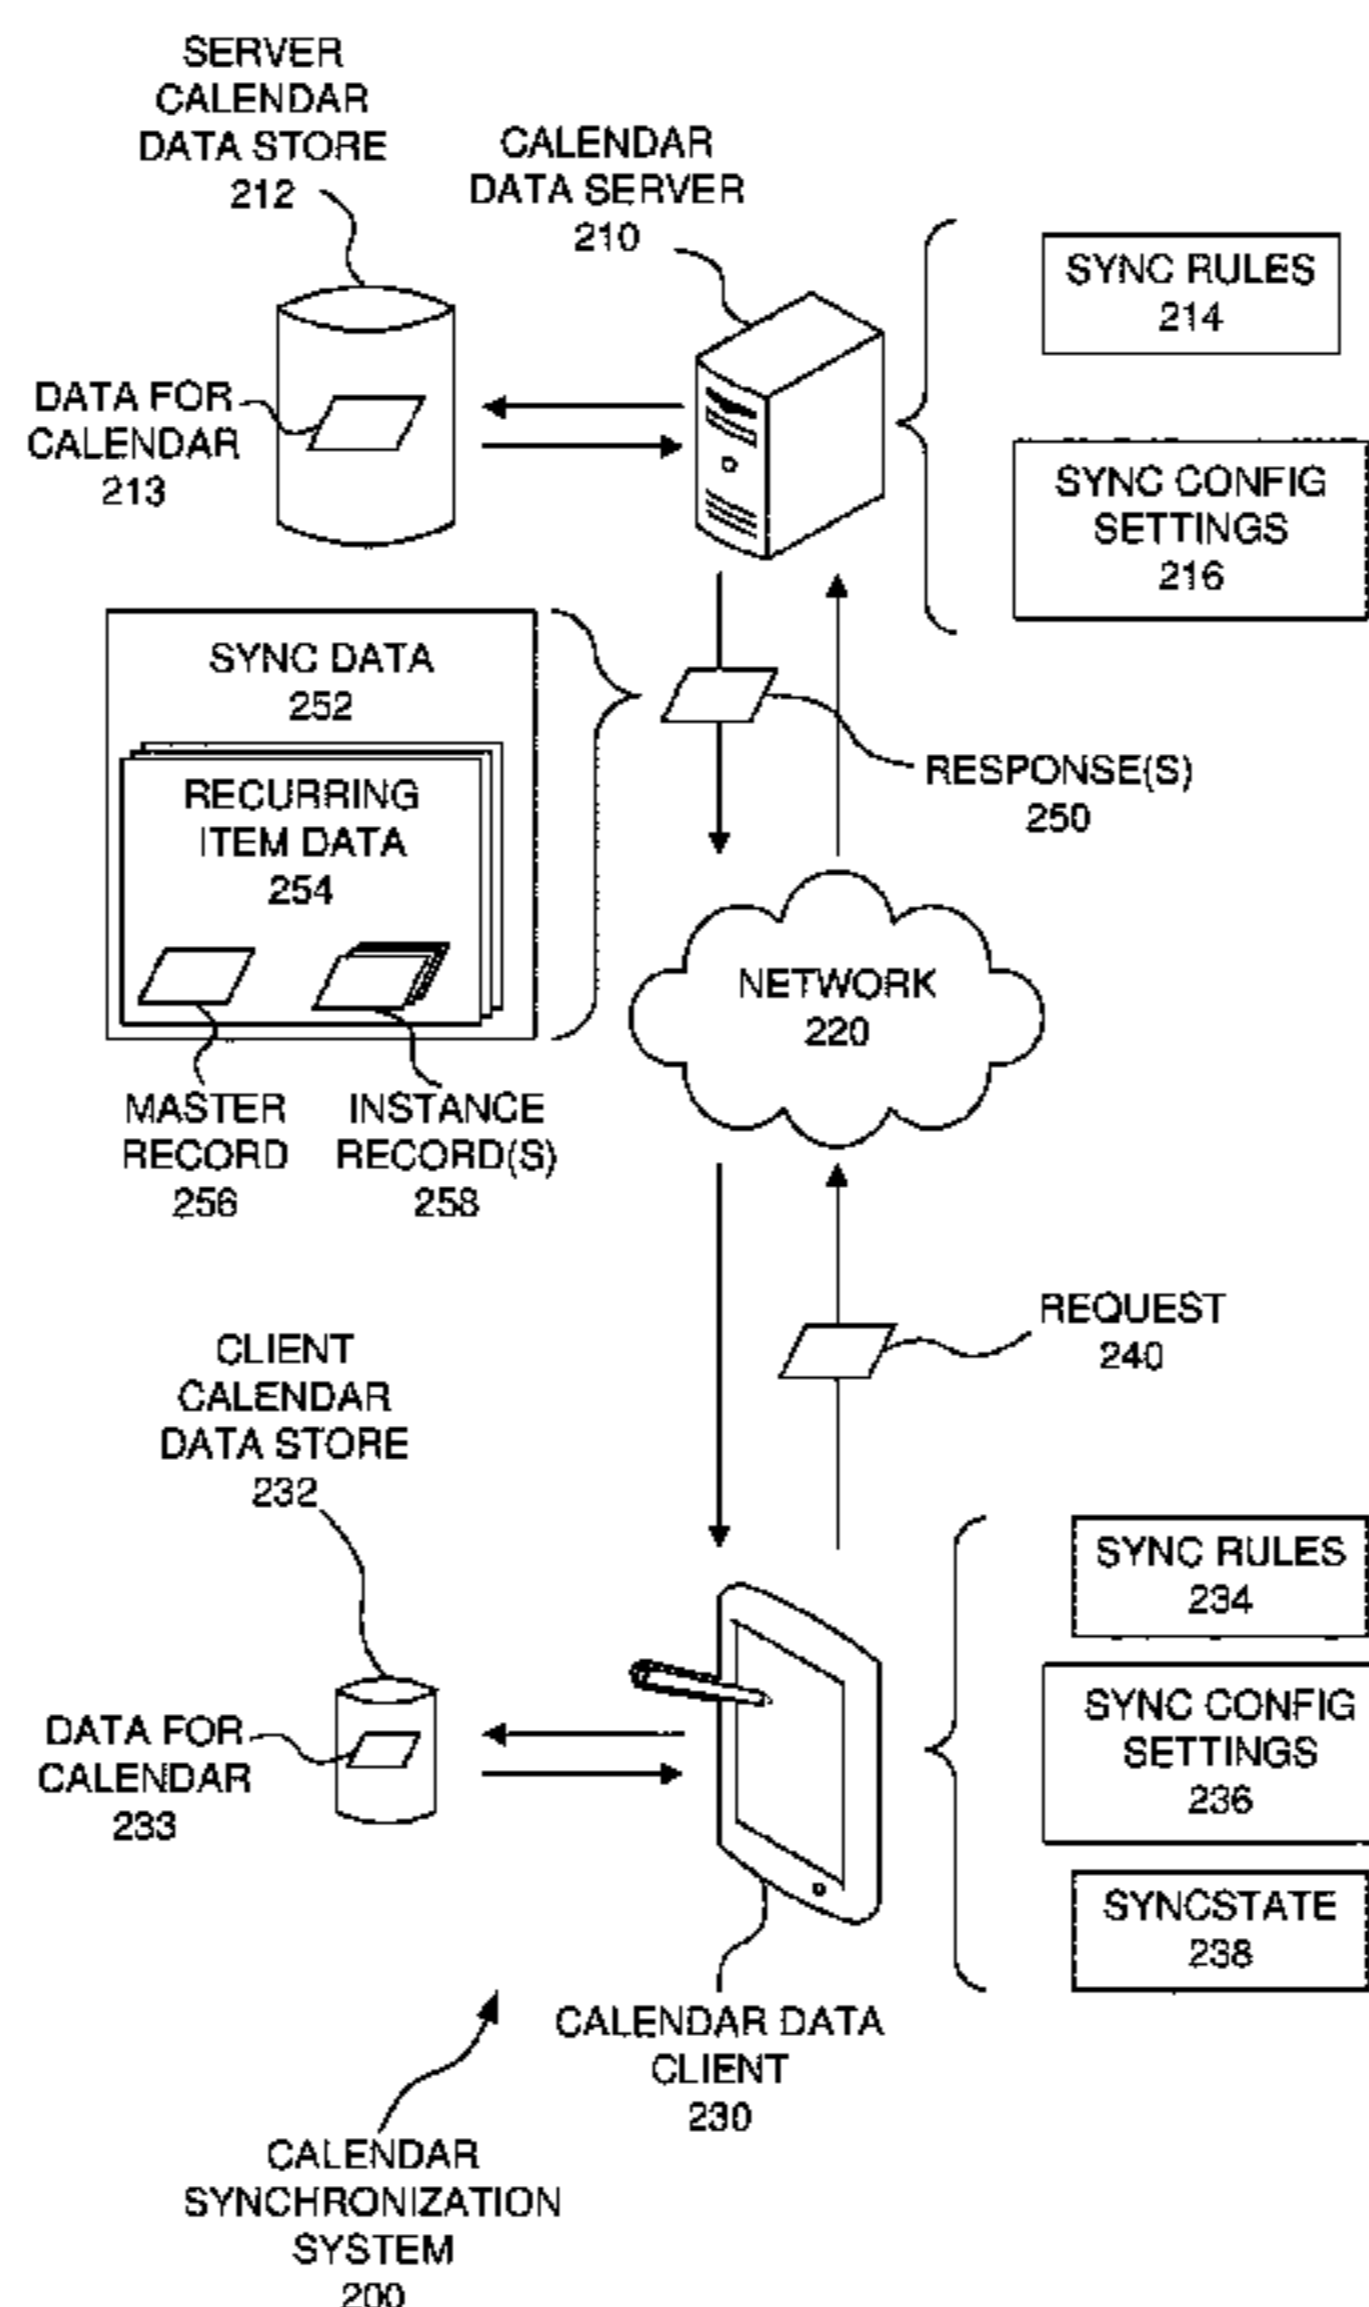 SERVER
CALENDAR
DATA STORE
212
CALENDAR
DATA SERVER
210
SYNC RULES
214
DATA FOR
CALENDAR
213
SYNC CONFIG
SETTINGS
216
SYNC DATA
252
RECURRING
ITEM DATA
254
RESPONSE(S)
250
NETWORK
220
MASTER
RECORD
256
INSTANCE
RECORD(S)
258
REQUEST
240
CLIENT
CALENDAR
DATA STORE
232
SYNC RULES
234
DATA FOR
CALENDAR
233
SYNC CONFIG
SETTINGS
236
SYNCSTATE
238
CALENDAR DATA
CLIENT
230
CALENDAR
SYNCHRONIZATION
SYSTEM
200